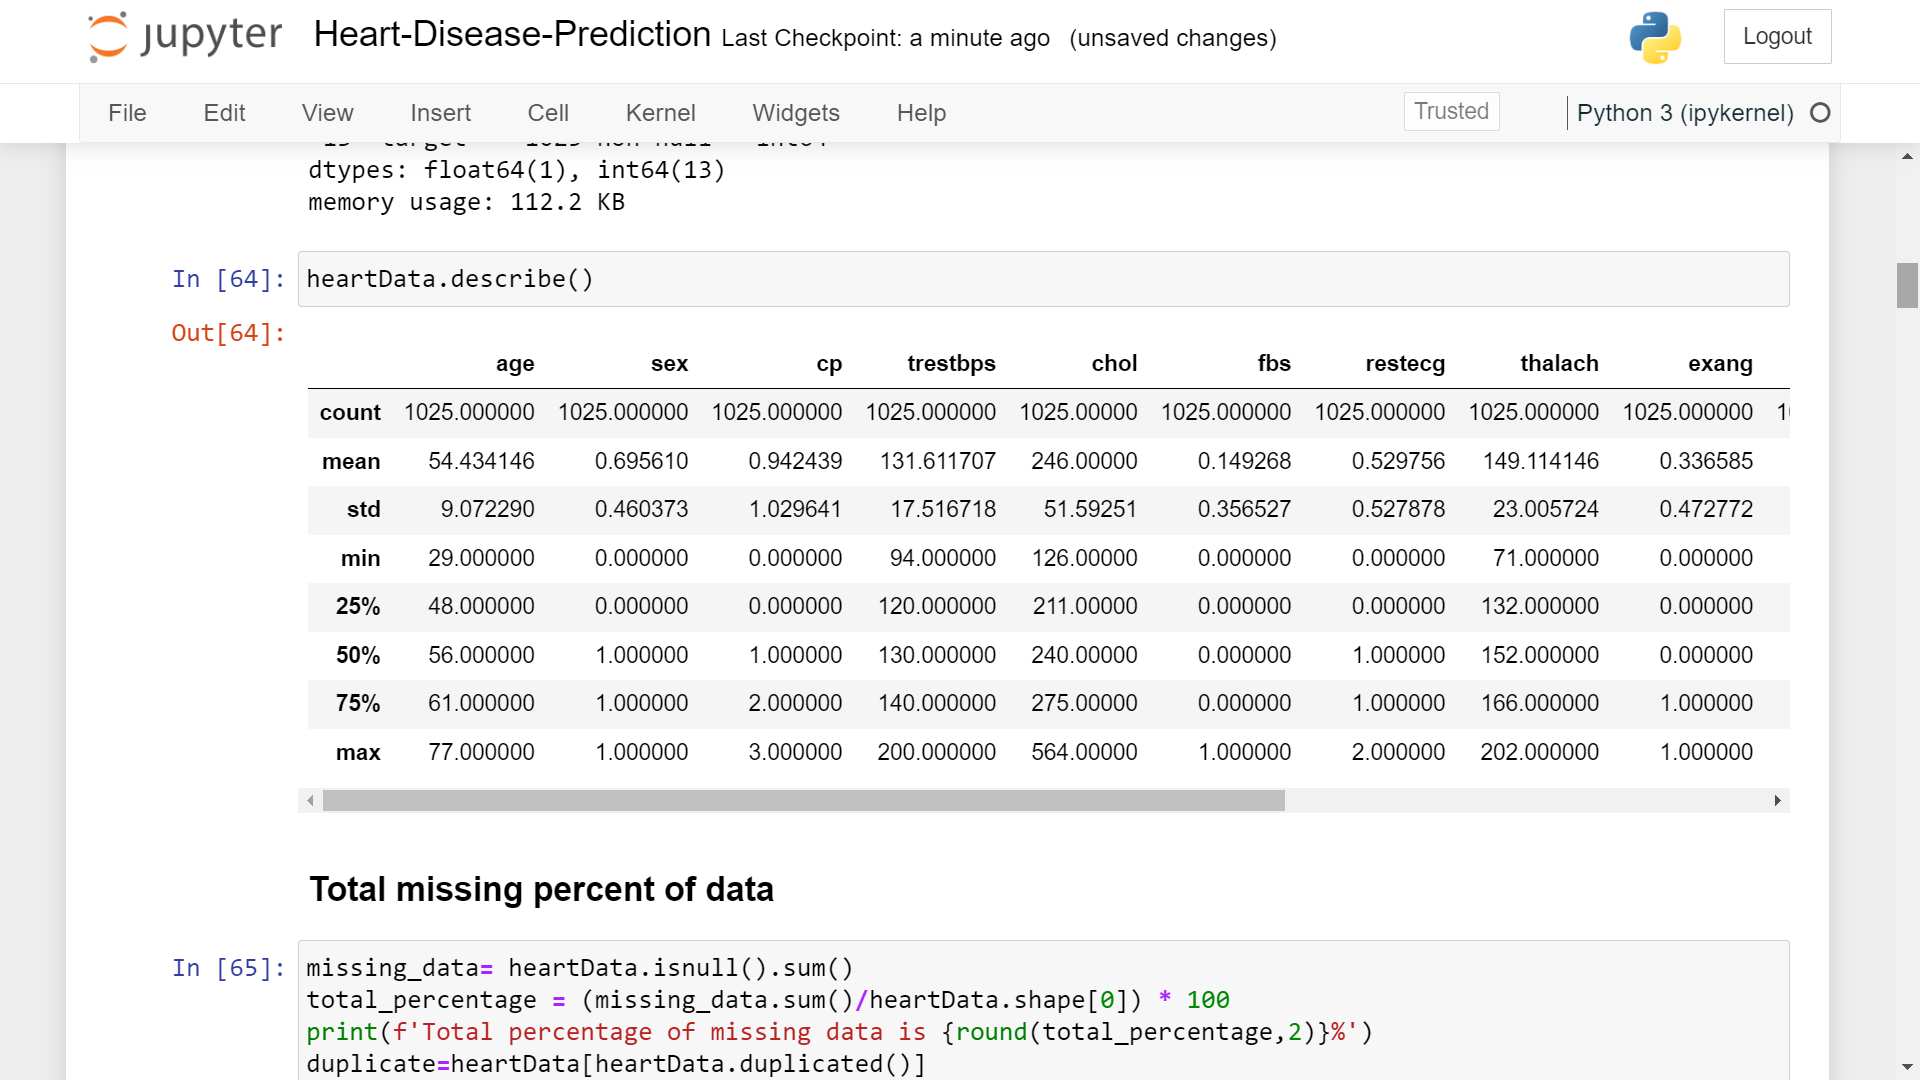 jupyter Heart-Disease-Prediction Last Checkpoint: a minute ago (unsaved changes) Logout
File Edit View Insert Cell Kernel Widgets Help Trusted Python 3 (ipykernel)
dtypes: float64(1), int64(13)
memory usage: 112.2 KB
In [64]: heartData.describe()
Out[64]:
age sex cp trestbps chol fbs restecg thalach exang
count 1025.000000 1025.000000 1025.000000 1025.000000 1025.00000 1025.000000 1025.000000 1025.000000 1025.000000
mean 54.434146 0.695610 0.942439 131.611707 246.00000 0.149268 0.529756 149.114146 0.336585
std 9.072290 0.460373 1.029641 17.516718 51.59251 0.356527 0.527878 23.005724 0.472772
min 29.000000 0.000000 0.000000 94.000000 126.00000 0.000000 0.000000 71.000000 0.000000
25% 48.000000 0.000000 0.000000 120.000000 211.00000 0.000000 0.000000 132.000000 0.000000
50% 56.000000 1.000000 1.000000 130.000000 240.00000 0.000000 1.000000 152.000000 0.000000
75% 61.000000 1.000000 2.000000 140.000000 275.00000 0.000000 1.000000 166.000000 1.000000
max 77.000000 1.000000 3.000000 200.000000 564.00000 1.000000 2.000000 202.000000 1.000000
Total missing percent of data
In [65]: missing_data= heartData.isnull().sum()
total_percentage = (missing_data.sum()/heartData.shape[0]) * 100
print(f'Total percentage of missing data is {round(total_percentage,2)}%')
duplicate=heartData[heartData.duplicated()]